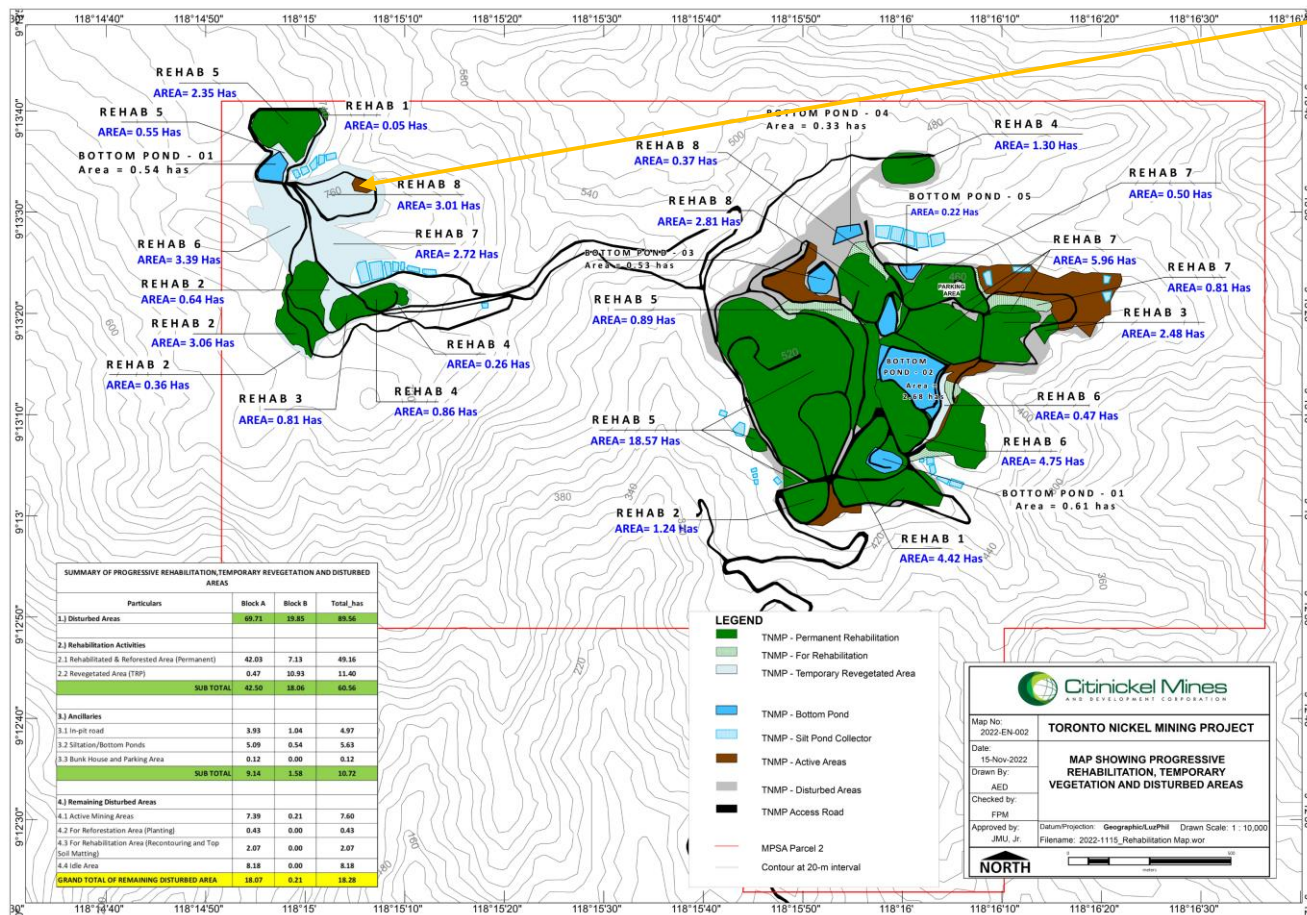 118°14'40" 118°14'50" 118°15' 118°15'10" 118°15'20" 118°15'30" 118°15'40" 118°15'50" 118°16' 118°16'10" 118°16'20" 118°16'30"
9°13'40"
9°13'30"
9°13'20"
9°13'10"
9°13'
9°12'50"
9°12'40"
9°12'30"
REHAB 5
AREA= 2.35 Has
REHAB 5
AREA= 0.55 Has
BOTTOM POND - 01
Area = 0.54 has
REHAB 1
AREA= 0.05 Has
REHAB 8
AREA= 3.01 Has
REHAB 7
AREA= 2.72 Has
REHAB 6
AREA= 3.39 Has
REHAB 2
AREA= 0.64 Has
REHAB 2
AREA= 3.06 Has
REHAB 2
AREA= 0.36 Has
REHAB 3
AREA= 0.81 Has
REHAB 4
AREA= 0.26 Has
REHAB 4
AREA= 0.86 Has
BOTTOM POND - 04
Area = 0.33 has
REHAB 8
AREA= 0.37 Has
REHAB 4
AREA= 1.30 Has
REHAB 7
AREA= 0.50 Has
REHAB 8
AREA= 2.81 Has
BOTTOM POND - 05
AREA= 0.22 Has
REHAB 7
AREA= 5.96 Has
BOTTOM POND - 03
Area = 0.53 has
REHAB 7
AREA= 0.81 Has
REHAB 5
AREA= 0.89 Has
PARKING
AREA
REHAB 3
AREA= 2.48 Has
BOTTOM
POND - 02
Area =
2.68 has
REHAB 6
AREA= 0.47 Has
REHAB 5
AREA= 18.57 Has
REHAB 6
AREA= 4.75 Has
BOTTOM POND - 01
Area = 0.61 has
REHAB 2
AREA= 1.24 Has
REHAB 1
AREA= 4.42 Has
580
760
540
500
480
460
520
600
400
380
340
420
440
360
220
760
SUMMARY OF PROGRESSIVE REHABILITATION,TEMPORARY REVEGETATION AND DISTURBED
AREAS
Particulars Block A Block B Total_has
1.) Disturbed Areas 69.71 19.85 89.56
2.) Rehabilitation Activities
2.1 Rehabilitated & Reforested Area (Permanent) 42.03 7.13 49.16
2.2 Revegetated Area (TRP) 0.47 10.93 11.40
SUB TOTAL 42.50 18.06 60.56
3.) Ancillaries
3.1 In-pit road 3.93 1.04 4.97
3.2 Siltation/Bottom Ponds 5.09 0.54 5.63
3.3 Bunk House and Parking Area 0.12 0.00 0.12
SUB TOTAL 9.14 1.58 10.72
4.) Remaining Disturbed Areas
4.1 Active Mining Areas 7.39 0.21 7.60
4.2 For Reforestation Area (Planting) 0.43 0.00 0.43
4.3 For Rehabilitation Area (Recontouring and Top
Soil Matting) 2.07 0.00 2.07
4.4 Idle Area 8.18 0.00 8.18
GRAND TOTAL OF REMAINING DISTURBED AREA 18.07 0.21 18.28
LEGEND
TNMP - Permanent Rehabilitation
TNMP - For Rehabilitation
TNMP - Temporary Revegetated Area
TNMP - Bottom Pond
TNMP - Silt Pond Collector
TNMP - Active Areas
TNMP - Disturbed Areas
TNMP Access Road
MPSA Parcel 2
Contour at 20-m interval
Citinickel Mines
AND DEVELOPMENT CORPORATION
Map No:
2022-EN-002
TORONTO NICKEL MINING PROJECT
Date:
15-Nov-2022
Drawn By:
AED
Checked by:
FPM
MAP SHOWING PROGRESSIVE
REHABILITATION, TEMPORARY
VEGETATION AND DISTURBED AREAS
Approved by:
JMU, Jr.
Datum/Projection: Geographic/LuzPhil Drawn Scale: 1 : 10,000
Filename: 2022-1115_Rehabilitation Map.wor
NORTH
0 500
meters